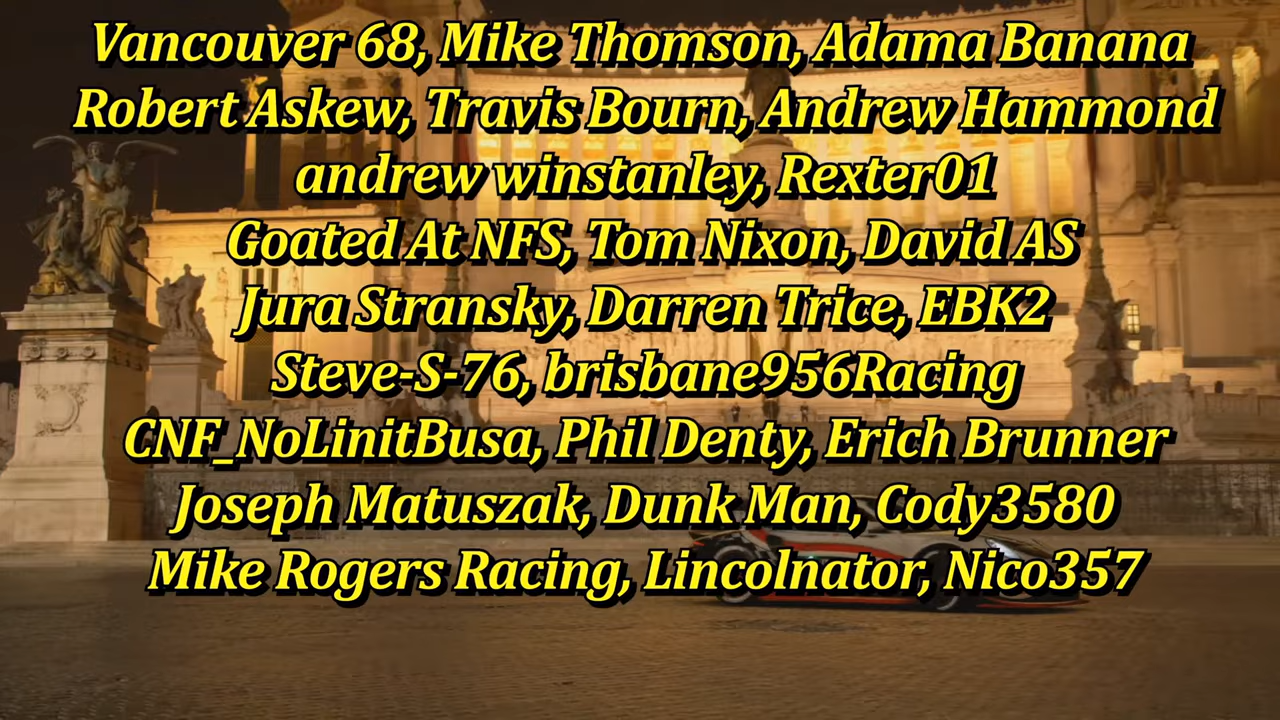 Vancouver 68, Mike Thomson, Adama Banana
Robert Askew, Travis Bourn, Andrew Hammond
andrew winstanley, Rexter01
Goated At NFS, Tom Nixon, David AS
Jura Stransky, Darren Trice, EBK2
Steve-S-76, brisbane956Racing
CNF_NoLinitBusa, Phil Denty, Erich Brunner
Joseph Matuszak, Dunk Man, Cody3580
Mike Rogers Racing, Lincolnator, Nico357